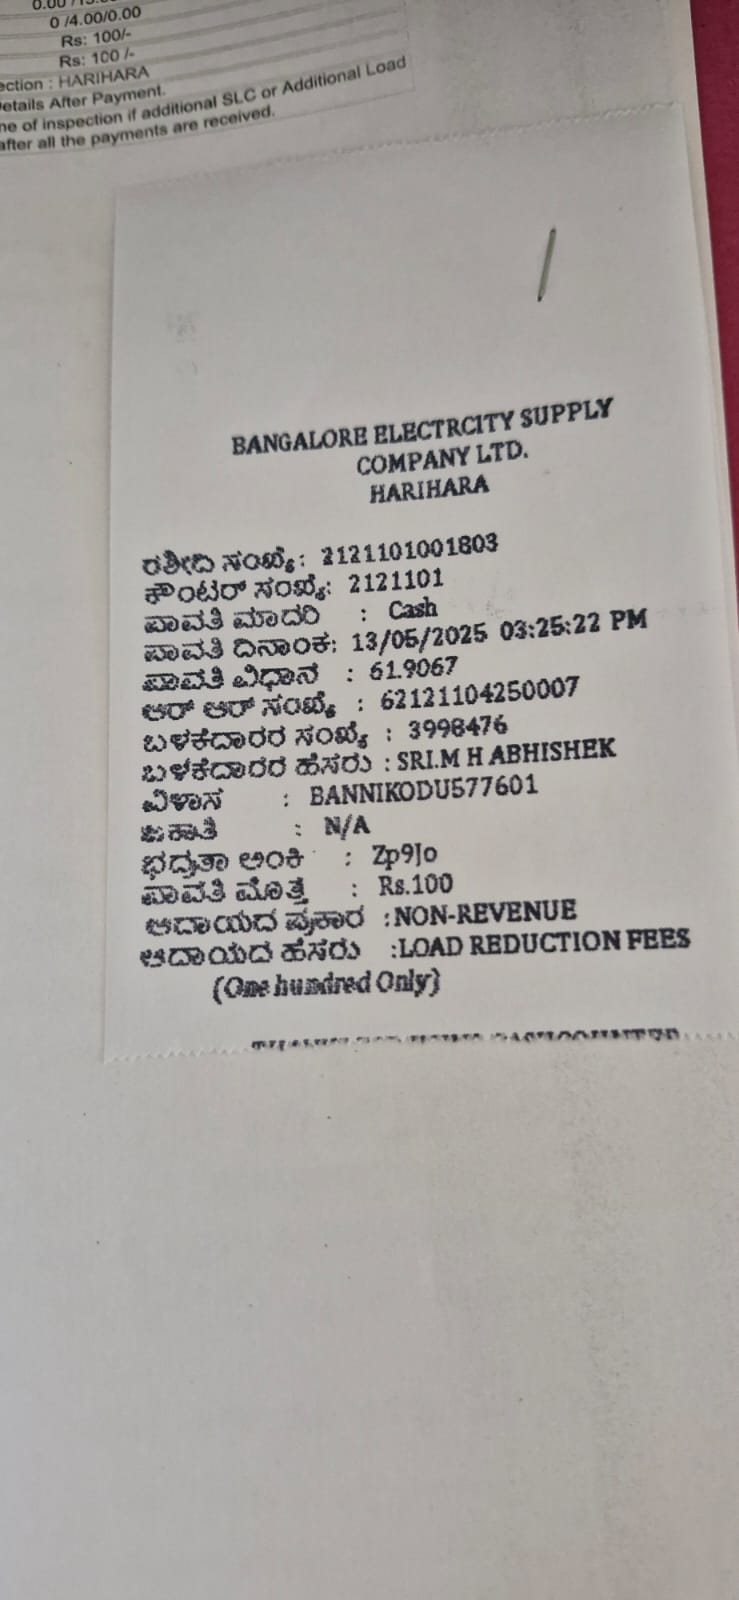 0 /4.00/0.00
Rs: 100/-
Rs: 100 /-
ection : HARIHARA
etails After Payment.
ne of inspection if additional SLC or Additional Load
after all the payments are received.
BANGALORE ELECTRCITY SUPPLY
COMPANY LTD.
HARIHARA
ರಶೀದಿ ಸಂಖ್ಯೆ: 2121101001803
ಕೌಂಟರ್ ಸಂಖ್ಯೆ: 2121101
ಪಾವತಿ ಮಾದರಿ : Cash
ಪಾವತಿ ದಿನಾಂಕ: 13/05/2025 03:25:22 PM
ಪಾವತಿ ವಿಧಾನ : 61.9067
ಆರ್ ಆರ್ ಸಂಖ್ಯೆ : 62121104250007
ಬಳಕೆದಾರರ ಸಂಖ್ಯೆ : 3998476
ಬಳಕೆದಾರರ ಹೆಸರು : SRI.M H ABHISHEK
ವಿಳಾಸ : BANNIKODU577601
ಜಕಾತಿ : N/A
ಭದ್ರತಾ ಅಂಕಿ : Zp9Jo
ಪಾವತಿ ಮೊತ್ತ : Rs.100
ಆದಾಯದ ಪ್ರಕಾರ :NON-REVENUE
ಆದಾಯದ ಹೆಸರು :LOAD REDUCTION FEES
(One hundred Only)